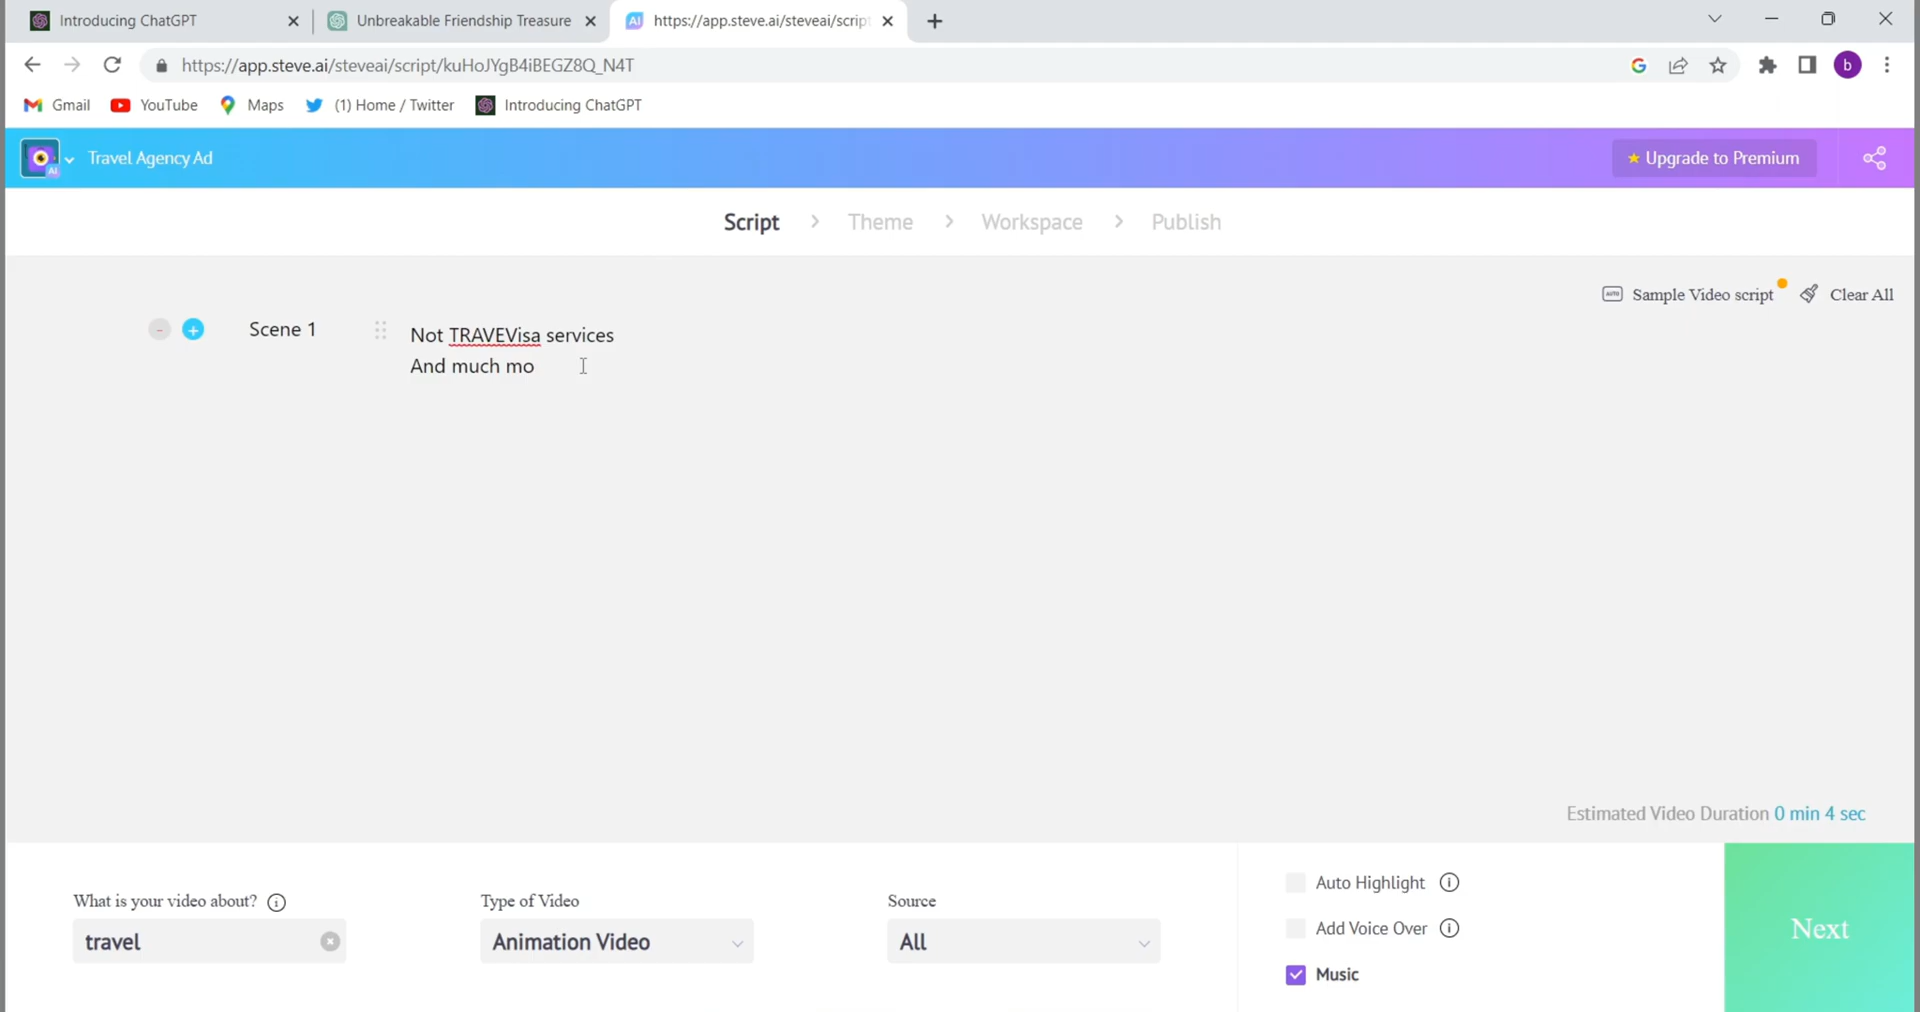 Introducing ChatGPT
Unbreakable Friendship Treasure
https://app.steve.ai/steveai/script
https://app.steve.ai/steveai/script/kuHoJYgB4iBEGZ8Q_N4T
b
Gmail
YouTube
Maps
(1) Home / Twitter
Introducing ChatGPT
AI
Travel Agency Ad
Upgrade to Premium
Script > Theme > Workspace > Publish
AUTO
Sample Video script
Clear All
- +
Scene 1
Not TRAVEVisa services
And much mo
Estimated Video Duration 0 min 4 sec
What is your video about?
travel
Type of Video
Animation Video
Source
All
Auto Highlight
Add Voice Over
Music
Next